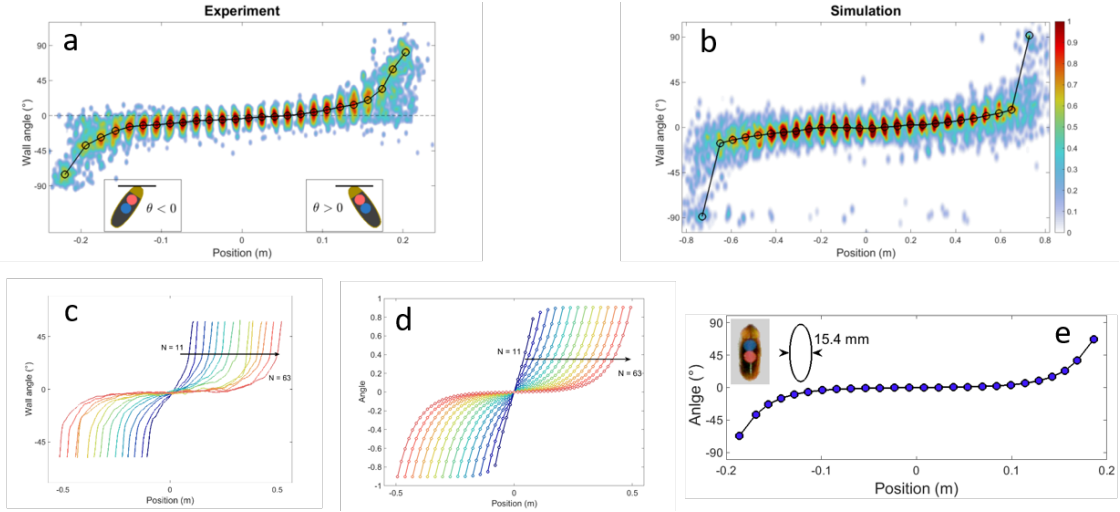 Experiment
a
Wall angle (°)
90
45
0
-45
-90
θ < 0
θ > 0
-0.2
-0.1
0
0.1
0.2
Position (m)
Simulation
b
Wall angle (°)
90
45
0
-45
-90
-0.8
-0.6
-0.4
-0.2
0
0.2
0.4
0.6
0.8
Position (m)
1
0.9
0.8
0.7
0.6
0.5
0.4
0.3
0.2
0.1
0
c
Wall angle (°)
45
0
-45
N = 11
N = 63
-0.5
0
0.5
Position (m)
d
Angle
1
0.8
0.6
0.4
0.2
0
-0.2
-0.4
-0.6
-0.8
-1
N = 11
N = 63
-0.5
0
0.5
Position (m)
e
15.4 mm
Anlge (°)
90
45
0
-45
-90
-0.2
-0.1
0
0.1
0.2
Position (m)